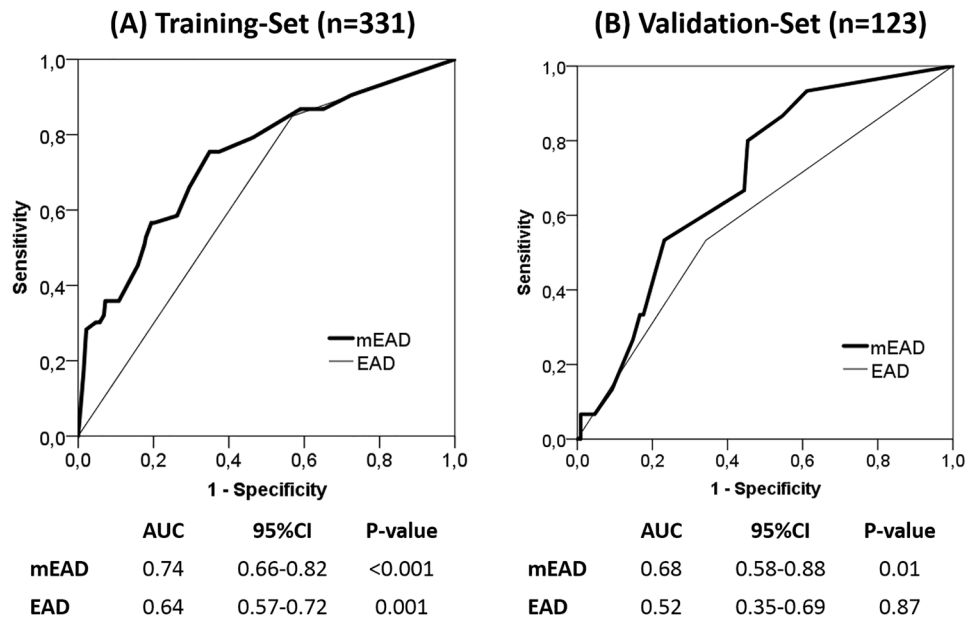 (A) Training-Set (n=331)
1,0
0,8
0,6
0,4
0,2
0,0
Sensitivity
mEAD
EAD
0,0 0,2 0,4 0,6 0,8 1,0
1 - Specificity
AUC 95%CI P-value
mEAD 0.74 0.66-0.82 <0.001
EAD 0.64 0.57-0.72 0.001
(B) Validation-Set (n=123)
1,0
0,8
0,6
0,4
0,2
0,0
Sensitivity
mEAD
EAD
0,0 0,2 0,4 0,6 0,8 1,0
1 - Specificity
AUC 95%CI P-value
mEAD 0.68 0.58-0.88 0.01
EAD 0.52 0.35-0.69 0.87